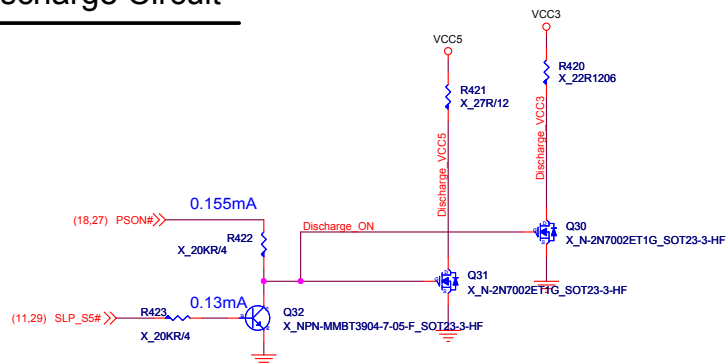 scharge Circuit
VCC3
VCC5
R420
X_22R1206
R421
X_27R/12
Discharge_VCC3
Discharge_VCC5
0.155mA
(18,27) PSON#
R422
X_20KR/4
Discharge_ON
Q30
X_N-2N7002ET1G_SOT23-3-HF
Q31
X_N-2N7002ET1G_SOT23-3-HF
(11,29) SLP_S5#
R423
X_20KR/4
0.13mA
Q32
X_NPN-MMBT3904-7-05-F_SOT23-3-HF